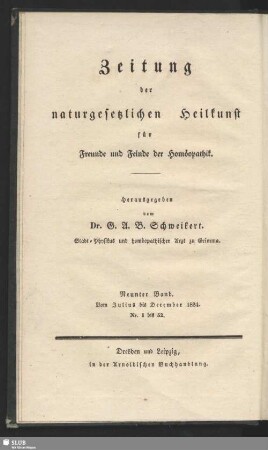 Zeitung
der
naturgesetzlichen Heilkunst
für
Freunde und Feinde der Homöopathik.
Herausgegeben
vom
Dr. G. A. B. Schweikert.
Stadt-Physikus und homöopathischer Arzt zu Grimma.
Neunter Band.
Vom Julius bis December 1834.
Nr. 1 bis 52.
Dresden und Leipzig,
in der Arnoldischen Buchhandlung.
SLUB